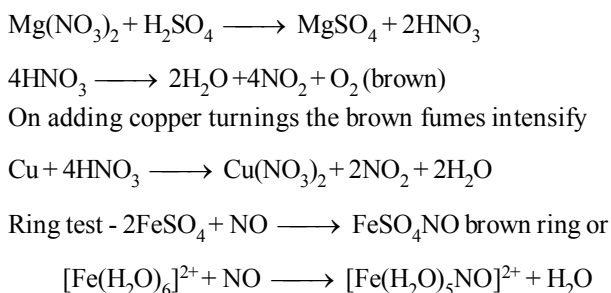 Mg(NO₃)₂ + H₂SO₄ ⟶ MgSO₄ + 2HNO₃
4HNO₃ ⟶ 2H₂O +4NO₂ + O₂ (brown)
On adding copper turnings the brown fumes intensify
Cu + 4HNO₃ ⟶ Cu(NO₃)₂ + 2NO₂ + 2H₂O
Ring test - 2FeSO₄ + NO ⟶ FeSO₄NO brown ring or
[Fe(H₂O)₆]²⁺ + NO ⟶ [Fe(H₂O)₅NO]²⁺ + H₂O